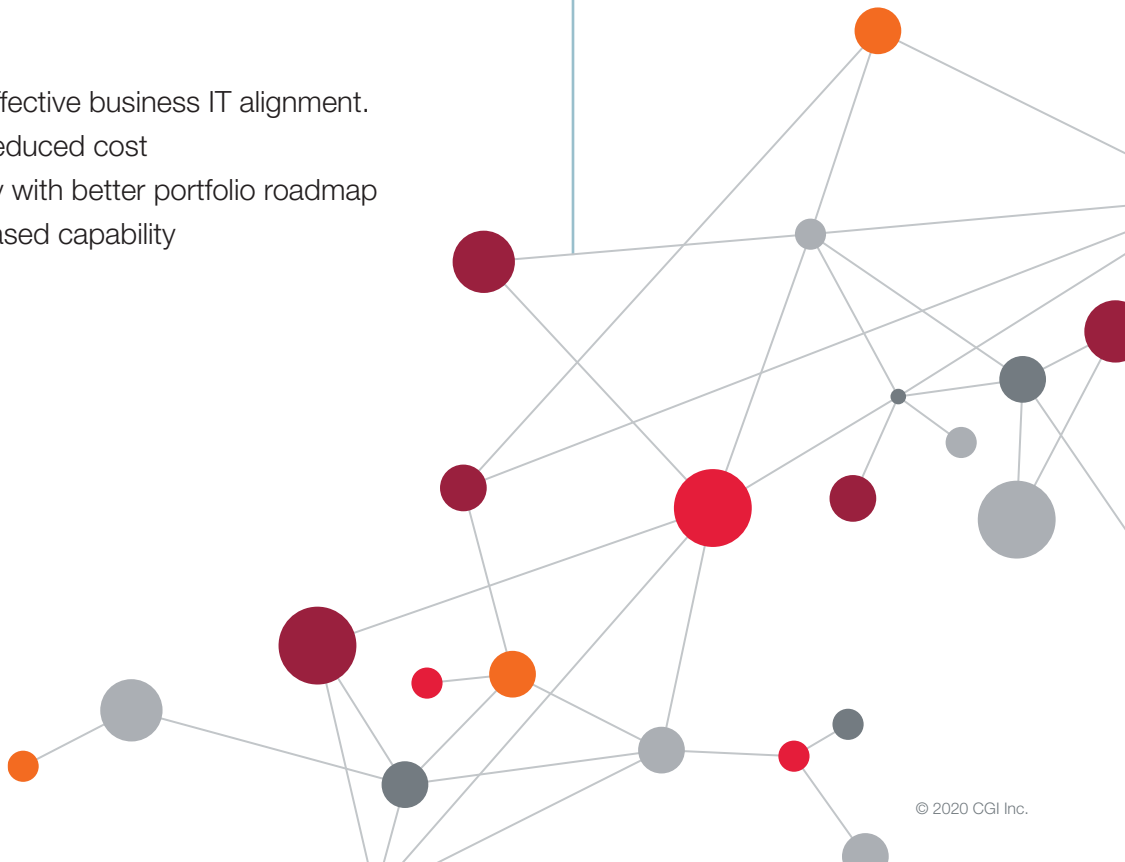 ffective business IT alignment.
educed cost
with better portfolio roadmap
ased capability
© 2020 CGI Inc.